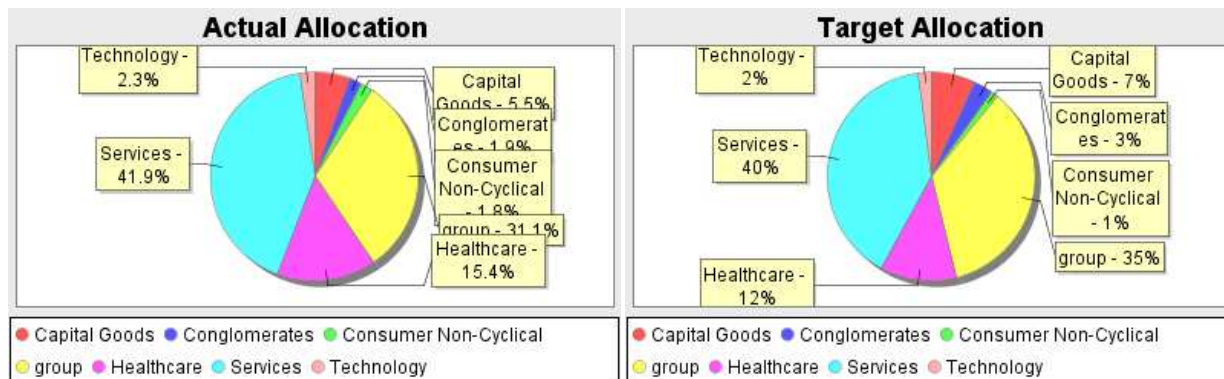 Actual Allocation
Technology -
2.3%
Capital
Goods - 5.5%
Conglomerat
es - 1.9%
Consumer
Non-Cyclical
- 1.8%
group - 31.1%
Healthcare -
15.4%
Services -
41.9%
Capital Goods Conglomerates Consumer Non-Cyclical
group Healthcare Services Technology
Target Allocation
Technology -
2%
Capital
Goods - 7%
Conglomerat
es - 3%
Consumer
Non-Cyclical
- 1%
group - 35%
Healthcare -
12%
Services -
40%
Capital Goods Conglomerates Consumer Non-Cyclical
group Healthcare Services Technology